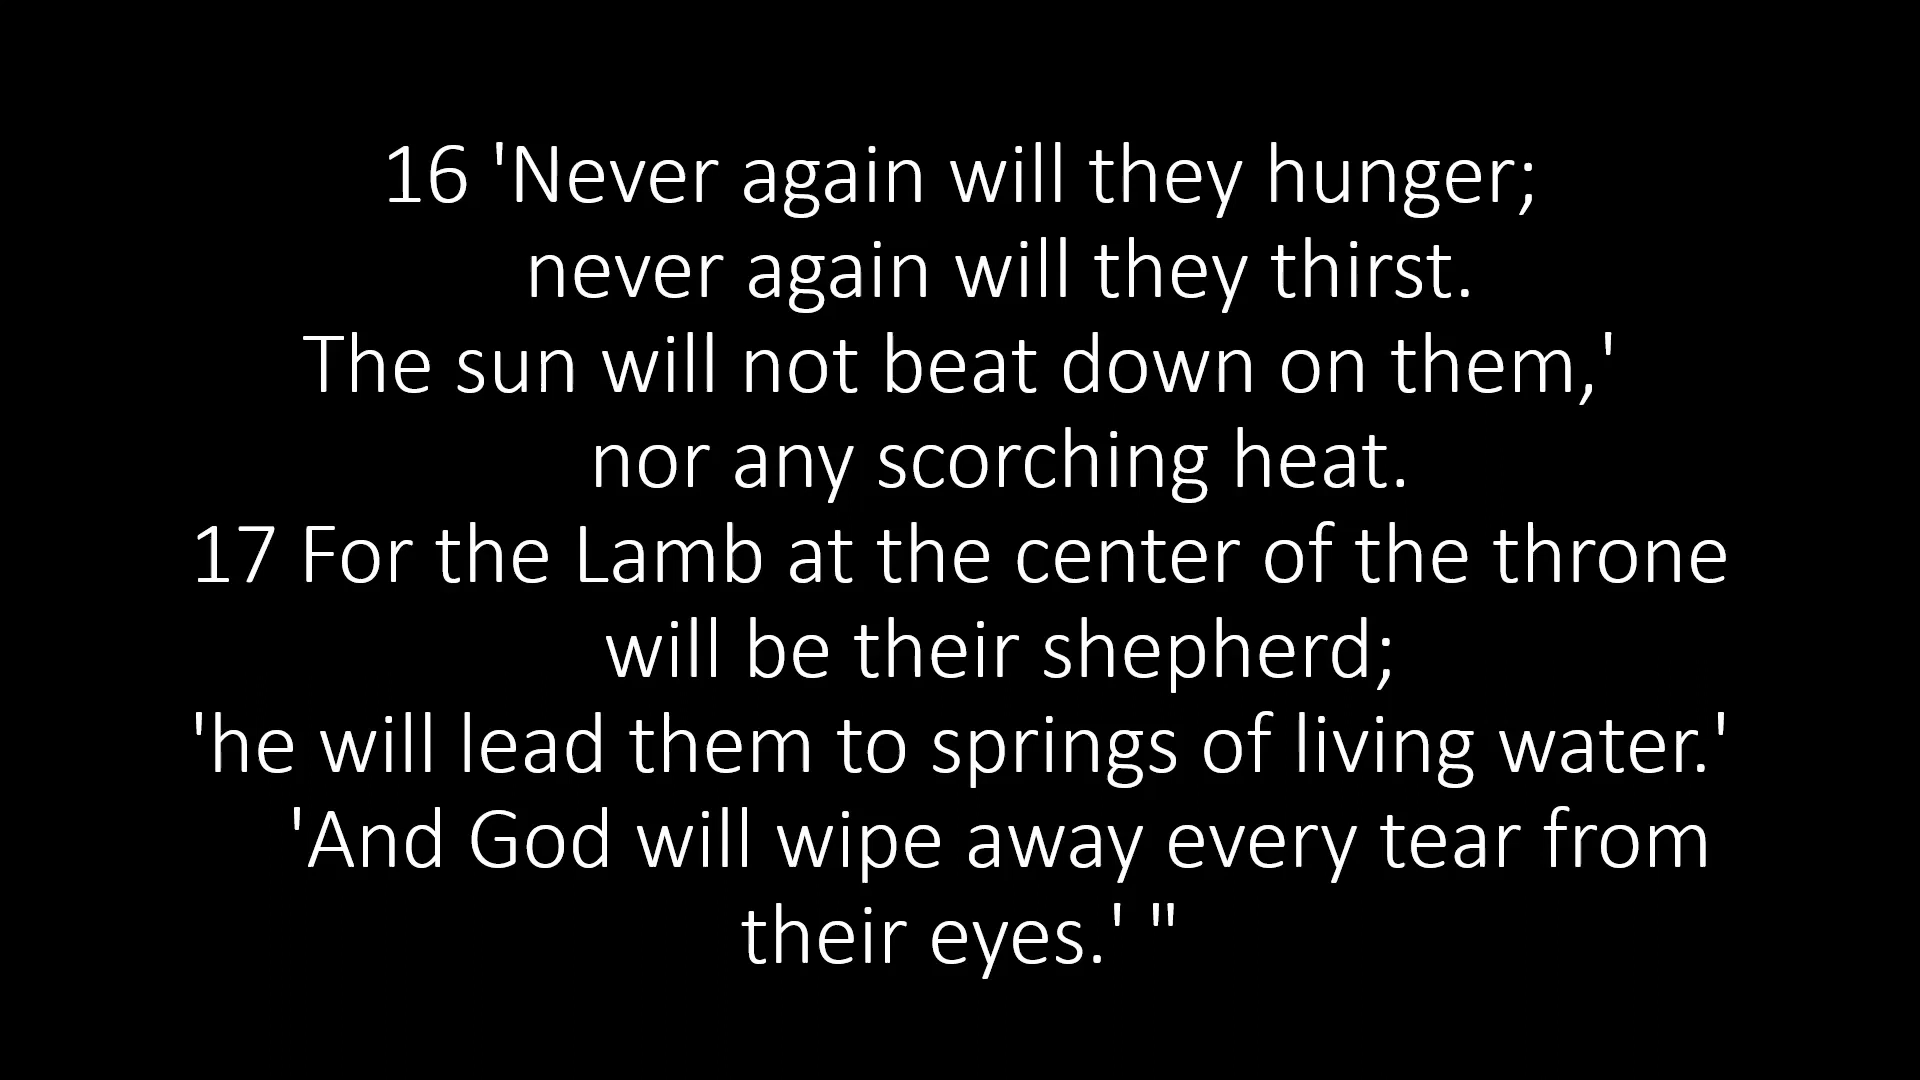 16 'Never again will they hunger;
never again will they thirst.
The sun will not beat down on them,'
nor any scorching heat.
17 For the Lamb at the center of the throne
will be their shepherd;
'he will lead them to springs of living water.'
'And God will wipe away every tear from
their eyes.' "